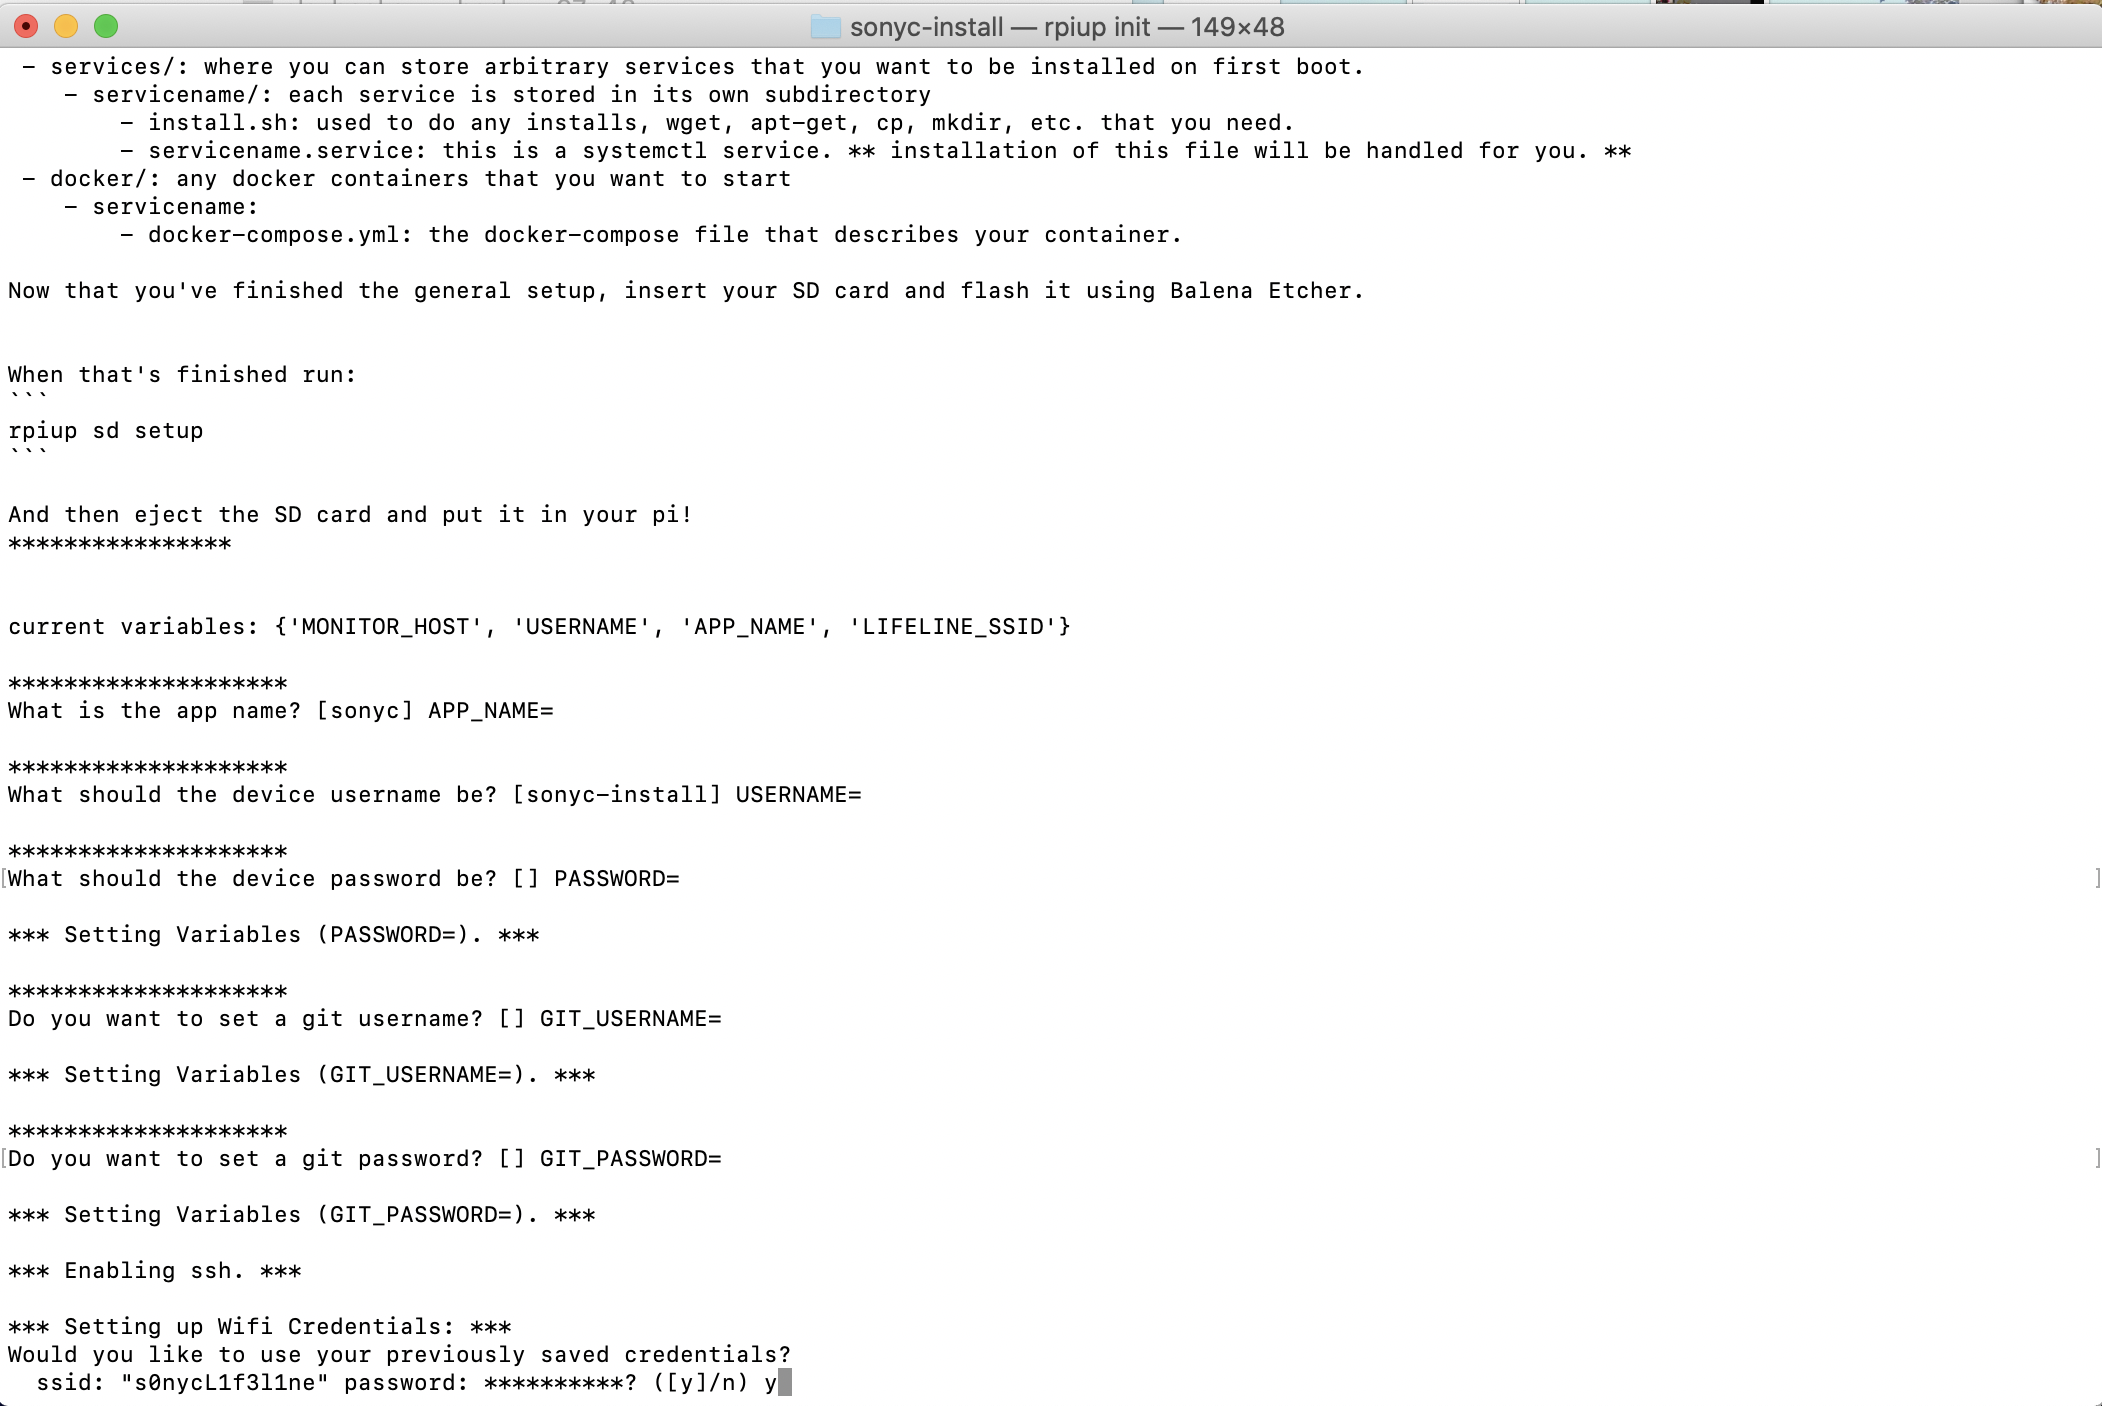 sonyc-install — rpiup init — 149×48
- services/: where you can store arbitrary services that you want to be installed on first boot.
- servicename/: each service is stored in its own subdirectory
- install.sh: used to do any installs, wget, apt-get, cp, mkdir, etc. that you need.
- servicename.service: this is a systemctl service. ** installation of this file will be handled for you. **
- docker/: any docker containers that you want to start
- servicename:
- docker-compose.yml: the docker-compose file that describes your container.
Now that you've finished the general setup, insert your SD card and flash it using Balena Etcher.
When that's finished run:
```
rpiup sd setup
```
And then eject the SD card and put it in your pi!
****************
current variables: {'MONITOR_HOST', 'USERNAME', 'APP_NAME', 'LIFELINE_SSID'}
********************
What is the app name? [sonyc] APP_NAME=
********************
What should the device username be? [sonyc-install] USERNAME=
********************
[What should the device password be? [] PASSWORD= ]
*** Setting Variables (PASSWORD=). ***
********************
Do you want to set a git username? [] GIT_USERNAME=
*** Setting Variables (GIT_USERNAME=). ***
********************
[Do you want to set a git password? [] GIT_PASSWORD= ]
*** Setting Variables (GIT_PASSWORD=). ***
*** Enabling ssh. ***
*** Setting up Wifi Credentials: ***
Would you like to use your previously saved credentials?
ssid: "s0nycL1f3l1ne" password: **********? ([y]/n) y